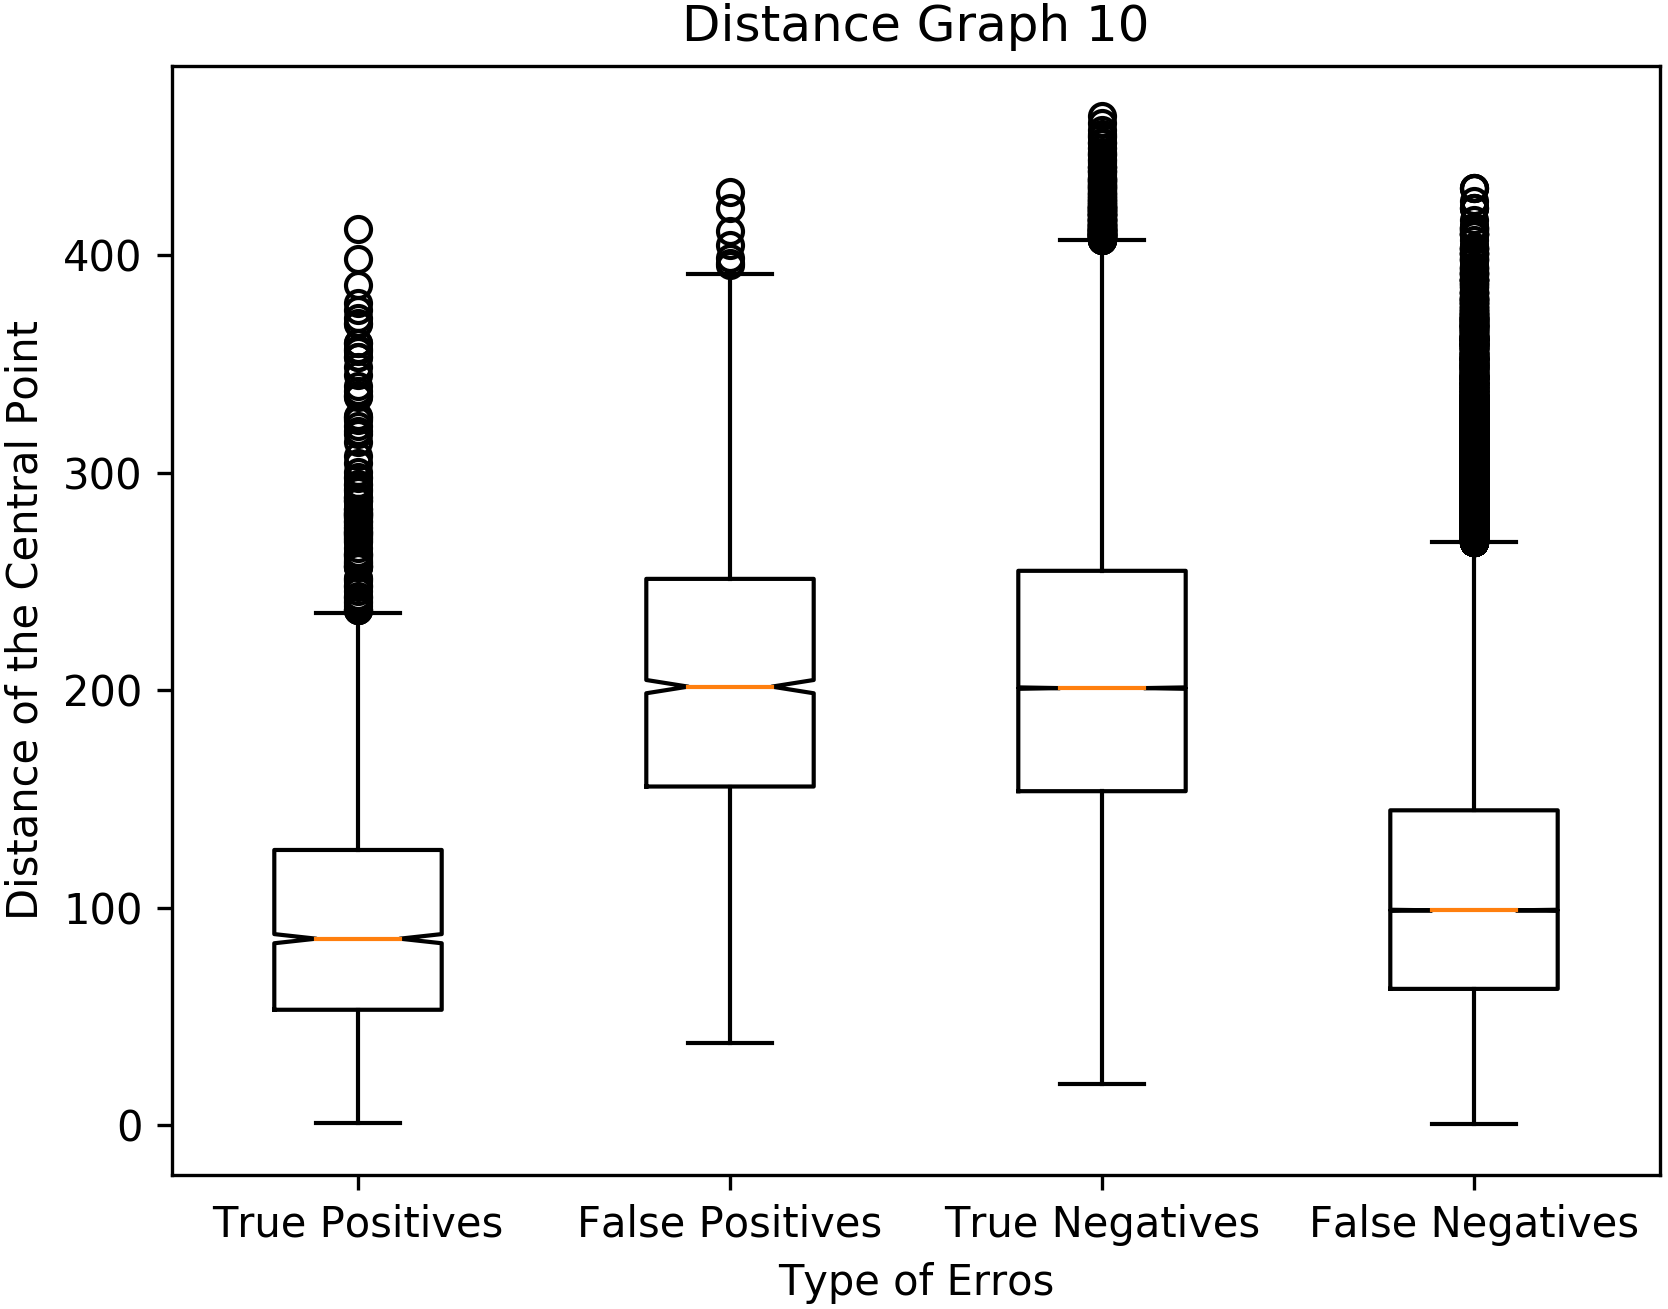 Distance Graph 10
Distance of the Central Point
400
300
200
100
0
True Positives
False Positives
True Negatives
False Negatives
Type of Erros